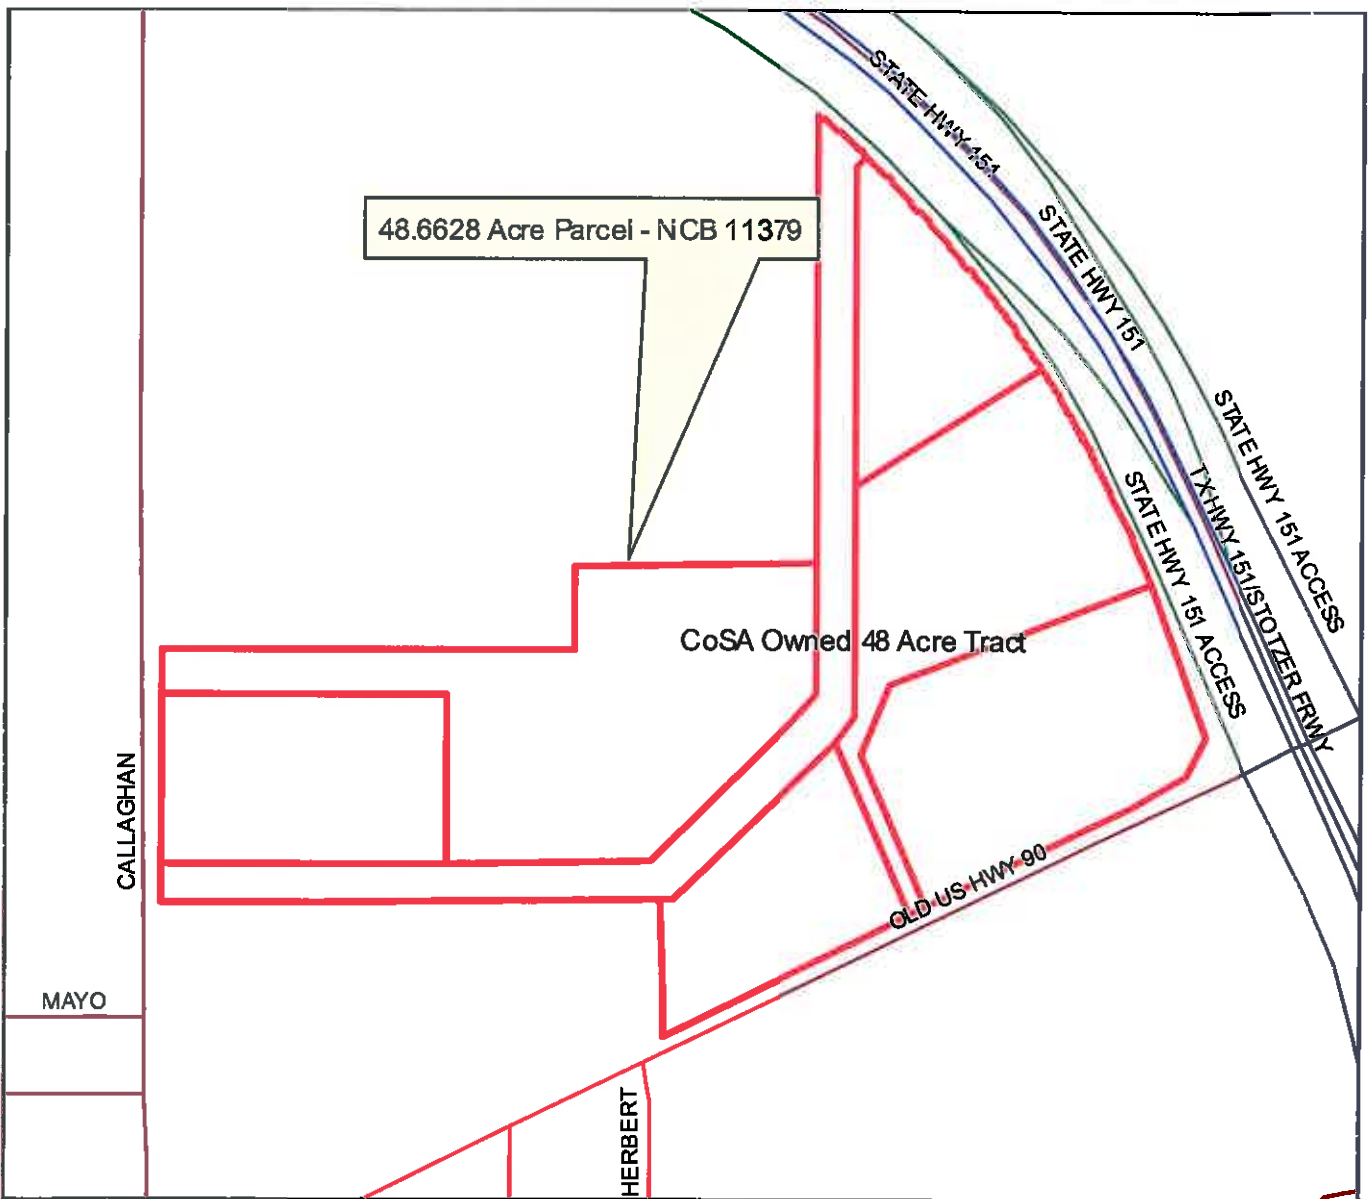 STATE HWY 151
48.6628 Acre Parcel - NCB 11379
STATE HWY 151
STATE HWY 151 ACCESS
TX HWY 151/STOTZER FRWY
STATE HWY 151 ACCESS
CoSA Owned 48 Acre Tract
CALLAGHAN
OLD US HWY 90
MAYO
HERBERT